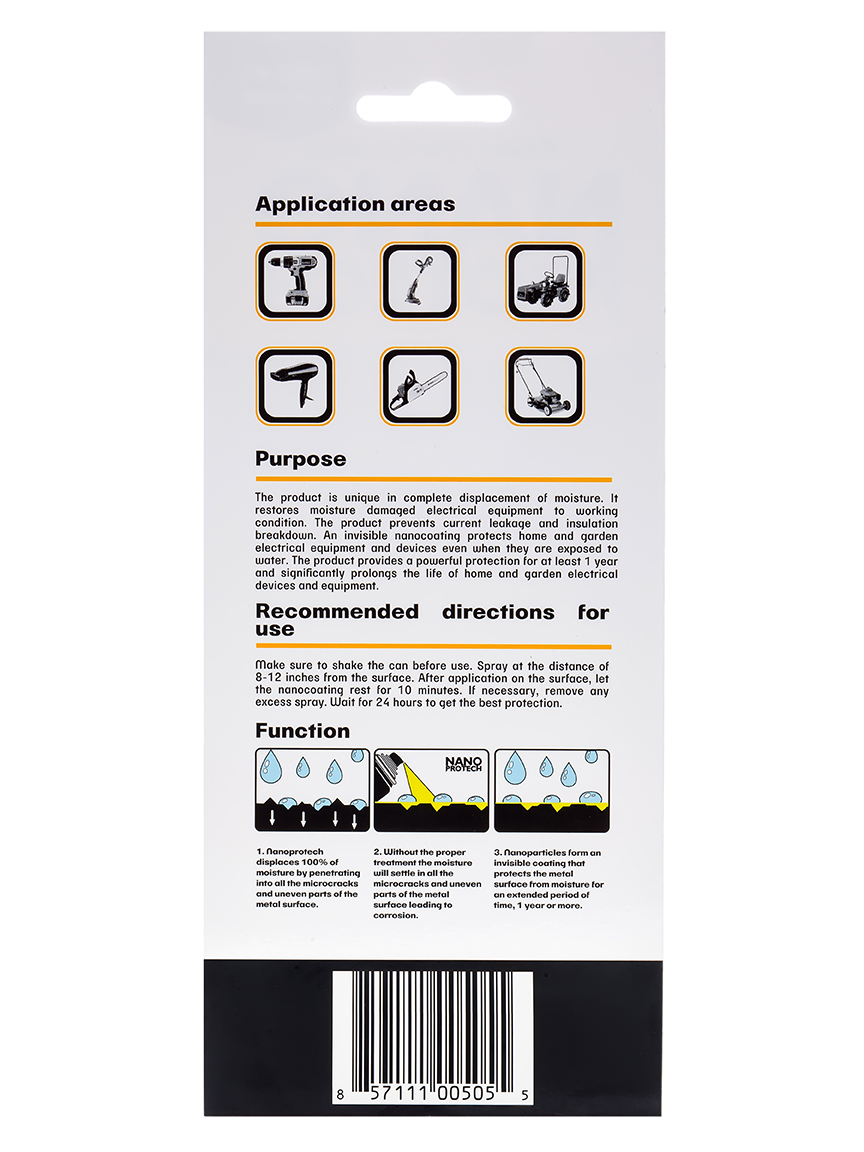 Application areas
Purpose
The product is unique in complete displacement of moisture. It
restores moisture damaged electrical equipment to working
condition. The product prevents current leakage and insulation
breakdown. An invisible nanocoating protects home and garden
electrical equipment and devices even when they are exposed to
water. The product provides a powerful protection for at least 1 year
and significantly prolongs the life of home and garden electrical
devices and equipment.
Recommended directions for
use
Make sure to shake the can before use. Spray at the distance of
8-12 inches from the surface. After application on the surface, let
the nanocoating rest for 10 minutes. If necessary, remove any
excess spray. Wait for 24 hours to get the best protection.
Function
NANO
PROTECH
1. Nanoprotech
displaces 100% of
moisture by penetrating
into all the microcracks
and uneven parts of the
metal surface.
2. Without the proper
treatment the moisture
will settle in all the
microcracks and uneven
parts of the metal
surface leading to
corrosion.
3. Nanoparticles form an
invisible coating that
protects the metal
surface from moisture for
an extended period of
time, 1 year or more.
8 57111 00505 5